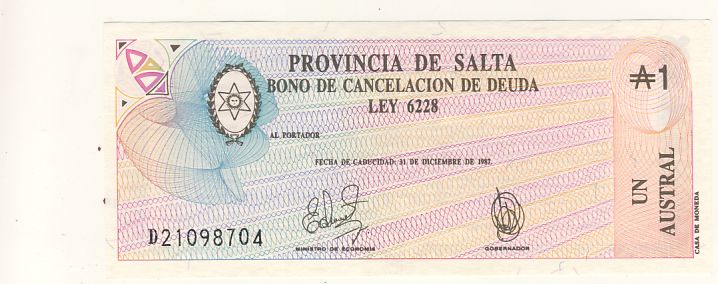 PROVINCIA DE SALTA
BONO DE CANCELACION DE DEUDA
LEY 6228
AL PORTADOR
FECHA DE CADUCIDAD: 31 DE DICIEMBRE DE 1987.
D21098704
MINISTRO DE ECONOMIA
GOBERNADOR
₳1
UN
AUSTRAL
CASA DE MONEDA